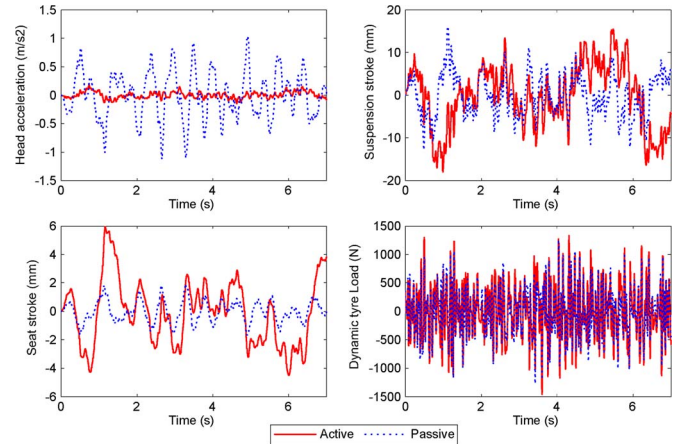 1.5
1
0.5
0
-0.5
-1
-1.5
Head acceleration (m/s2)
0 2 4 6
Time (s)
20
10
0
-10
-20
Suspension stroke (mm)
0 2 4 6
Time (s)
6
4
2
0
-2
-4
-6
Seat stroke (mm)
0 2 4 6
Time (s)
1500
1000
500
0
-500
-1000
-1500
Dynamic tyre Load (N)
0 2 4 6
Time (s)
Active Passive